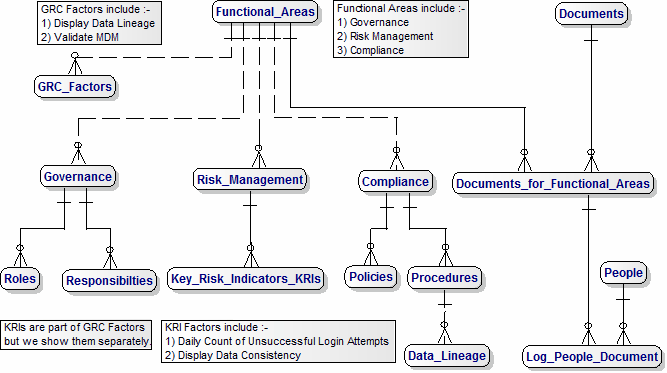 GRC Factors include :-
1) Display Data Lineage
2) Validate MDM
Functional_Areas
Functional Areas include :-
1) Governance
2) Risk Management
3) Compliance
Documents
GRC_Factors
Governance
Risk_Management
Compliance
Documents_for_Functional_Areas
Roles
Responsibilties
Key_Risk_Indicators_KRIs
Policies
Procedures
People
KRIs are part of GRC Factors
but we show them separately.
KRI Factors include :-
1) Daily Count of Unsuccessful Login Attempts
2) Display Data Consistency
Data_Lineage
Log_People_Document